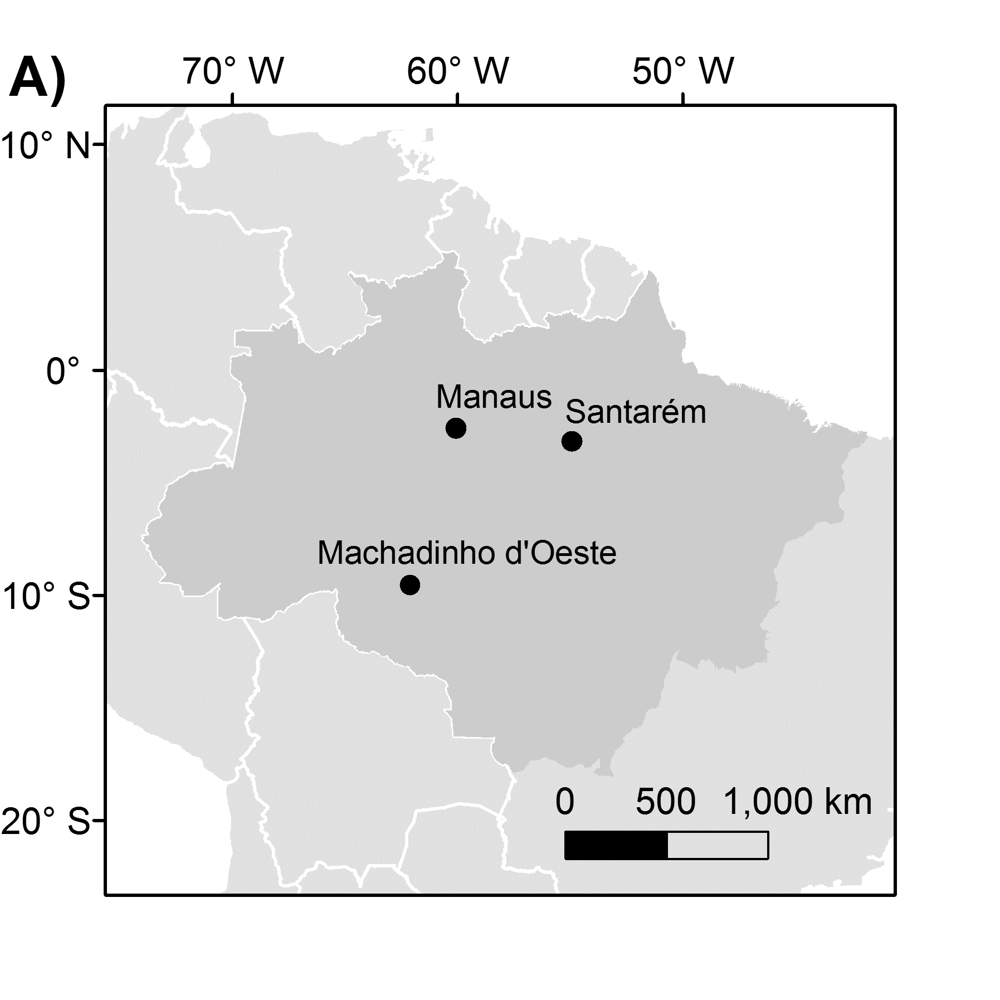 A)
70° W 60° W 50° W
10° N
0°
Manaus
Santarém
Machadinho d'Oeste
10° S
0 500 1,000 km
20° S